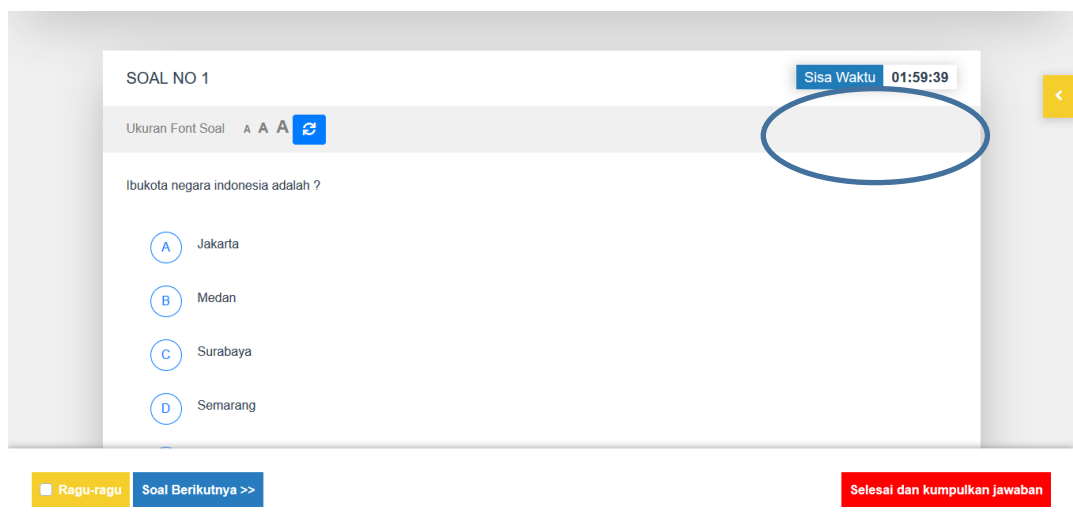 SOAL NO 1
Sisa Waktu 01:59:39
Ukuran Font Soal A A A
Ibukota negara indonesia adalah ?
A Jakarta
B Medan
C Surabaya
D Semarang
Ragu-ragu
Soal Berikutnya >>
Selesai dan kumpulkan jawaban